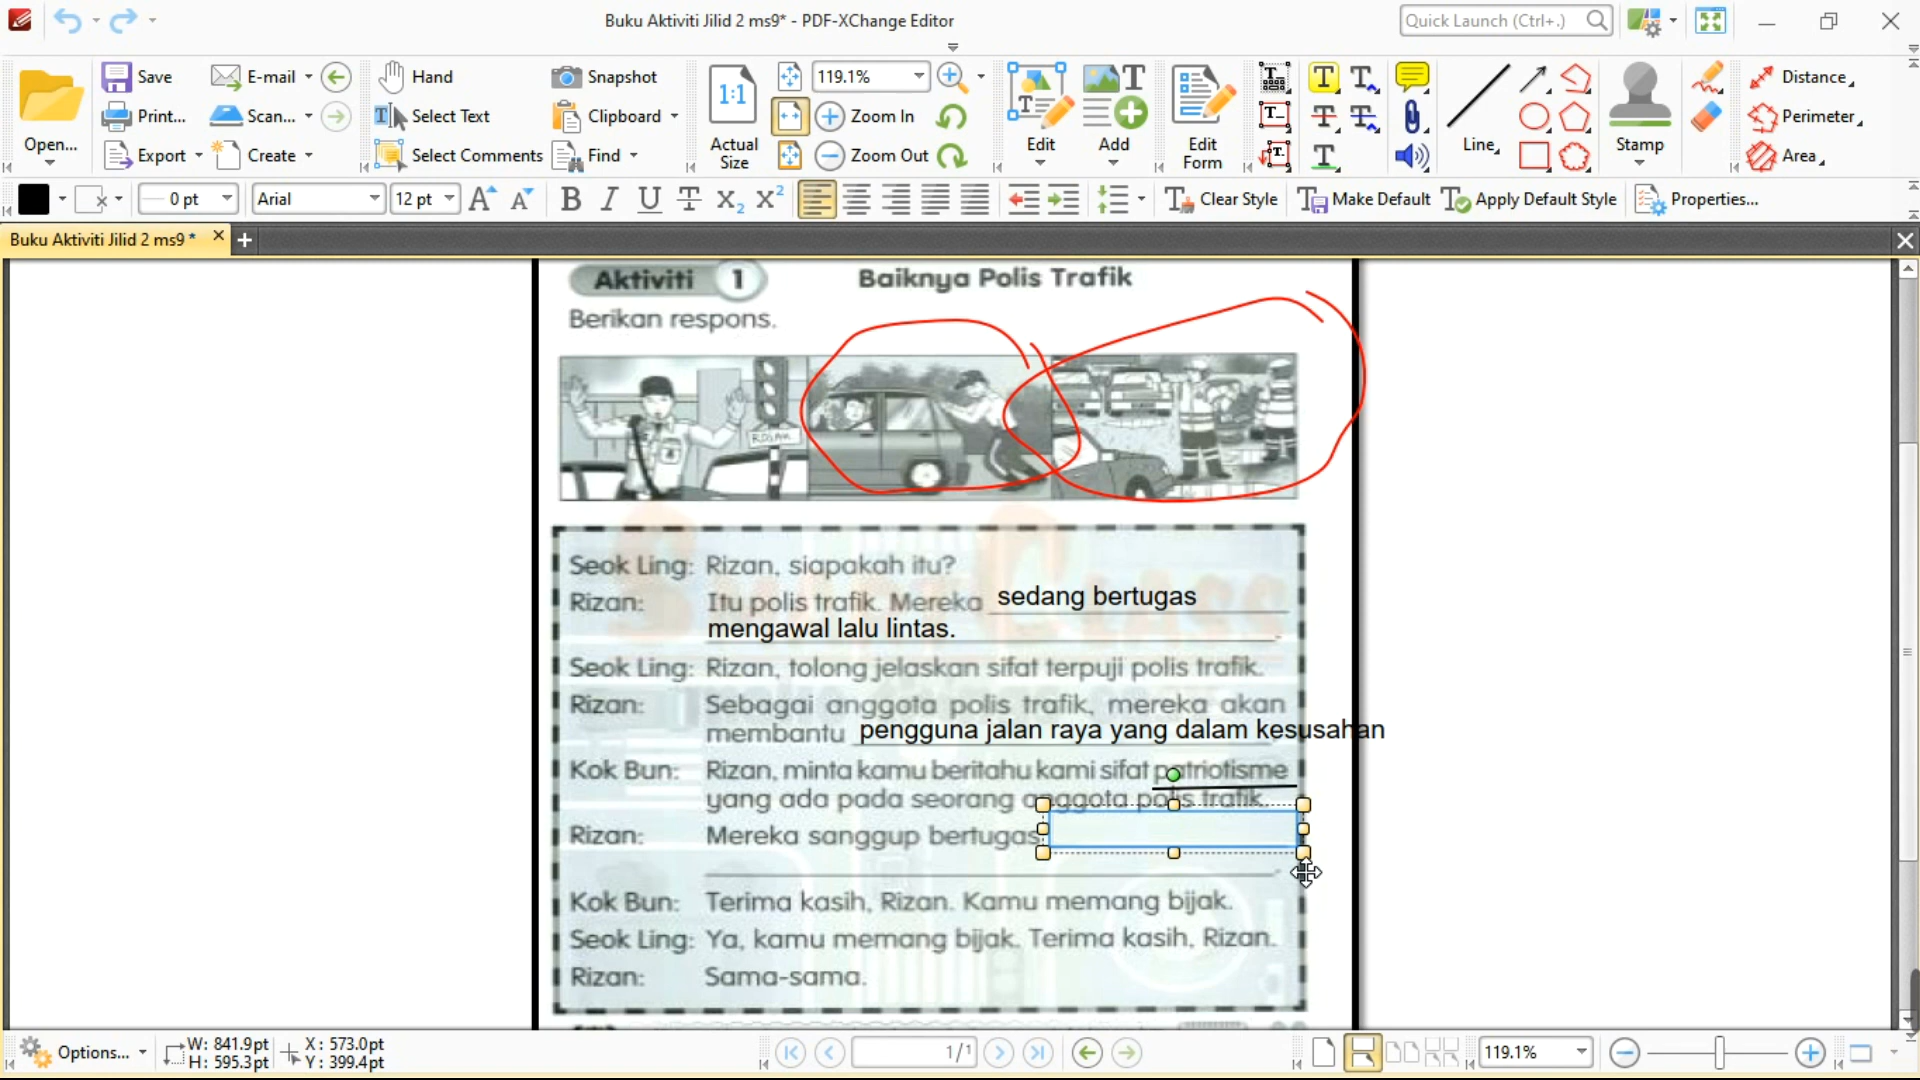 Buku Aktiviti Jilid 2 ms9* - PDF-XChange Editor
Quick Launch (Ctrl+.)
Open...
Save
Print...
Export
E-mail
Scan...
Create
Hand
Select Text
Select Comments
Snapshot
Clipboard
Find
1:1
Actual Size
119.1%
Zoom In
Zoom Out
Edit
Add
Edit Form
Line
Stamp
Distance
Perimeter
Area
0 pt
Arial
12 pt
Clear Style
Make Default
Apply Default Style
Properties...
Buku Aktiviti Jilid 2 ms9 *
Aktiviti 1
Baiknya Polis Trafik
Berikan respons.
ROSAK
Seok Ling: Rizan, siapakah itu?
Rizan: Itu polis trafik. Mereka sedang bertugas
mengawal lalu lintas.
Seok Ling: Rizan, tolong jelaskan sifat terpuji polis trafik.
Rizan: Sebagai anggota polis trafik, mereka akan
membantu pengguna jalan raya yang dalam kesusahan
Kok Bun: Rizan, minta kamu beritahu kami sifat patriotisme
yang ada pada seorang anggota polis trafik.
Rizan: Mereka sanggup bertugas
Kok Bun: Terima kasih, Rizan. Kamu memang bijak.
Seok Ling: Ya, kamu memang bijak. Terima kasih, Rizan.
Rizan: Sama-sama.
Options...
W: 841.9pt
H: 595.3pt
X: 573.0pt
Y: 399.4pt
1/1
119.1%